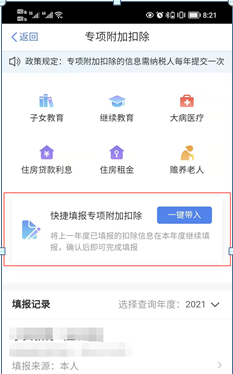 8:21
返回
专项附加扣除
政策规定：专项附加扣除的信息需纳税人每年提交一次
子女教育
继续教育
大病医疗
住房贷款利息
住房租金
赡养老人
快捷填报专项附加扣除
一键带入
将上一年度已填报的扣除信息在本年度继续填
报，确认后即可完成填报
填报记录
选择查询年度：2021
填报来源：本人